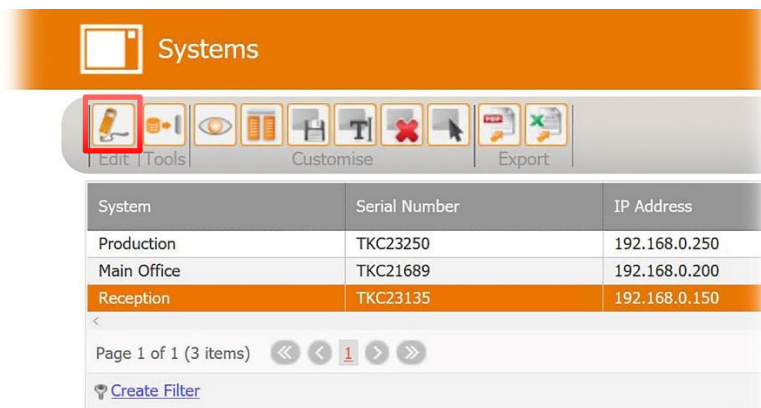 Systems
Edit Tools Customise Export
System Serial Number IP Address
Production TKC23250 192.168.0.250
Main Office TKC21689 192.168.0.200
Reception TKC23135 192.168.0.150
Page 1 of 1 (3 items) 1
Create Filter